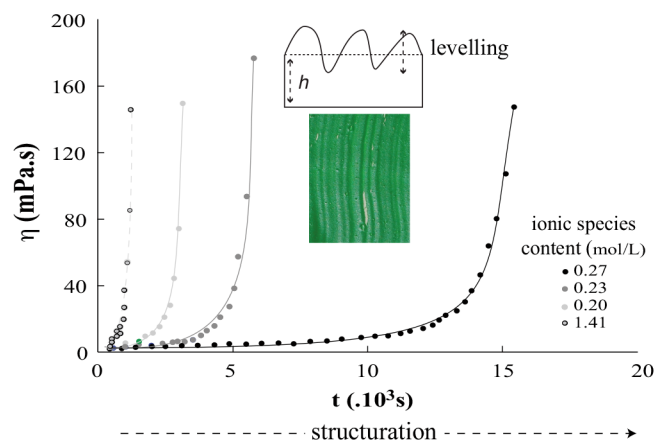 200
160
120
80
40
0
η (mPa.s)
levelling
h
ionic species
content (mol/L)
0.27
0.23
0.20
1.41
0
5
10
15
20
t (.10³s)
structuration